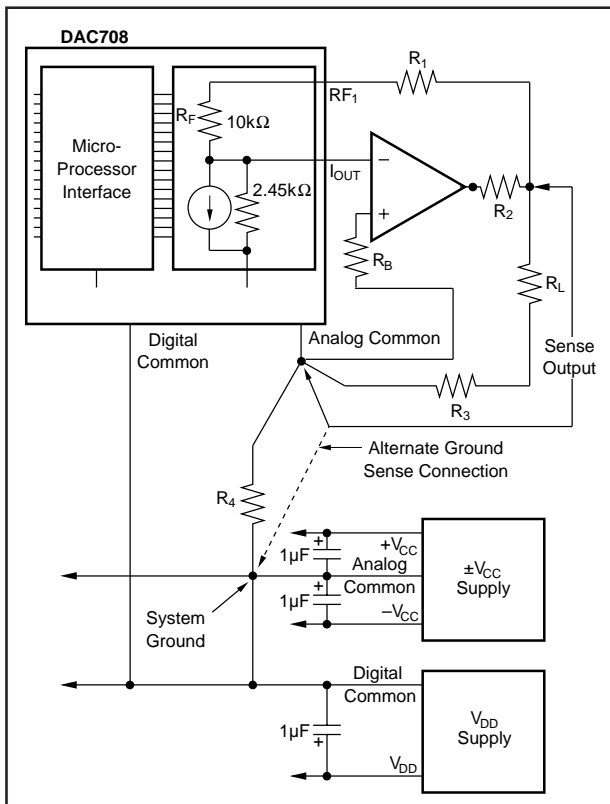 DAC708
Micro-
Processor
Interface
RF
10kΩ
2.45kΩ
RF1
IOUT
R1
−
+
R2
RB
RL
Sense
Output
Digital
Common
Analog Common
R3
Alternate Ground
Sense Connection
R4
System
Ground
+
1µF
+
1µF
+VCC
Analog
Common
−VCC
±VCC
Supply
Digital
Common
1µF
+
VDD
VDD
Supply